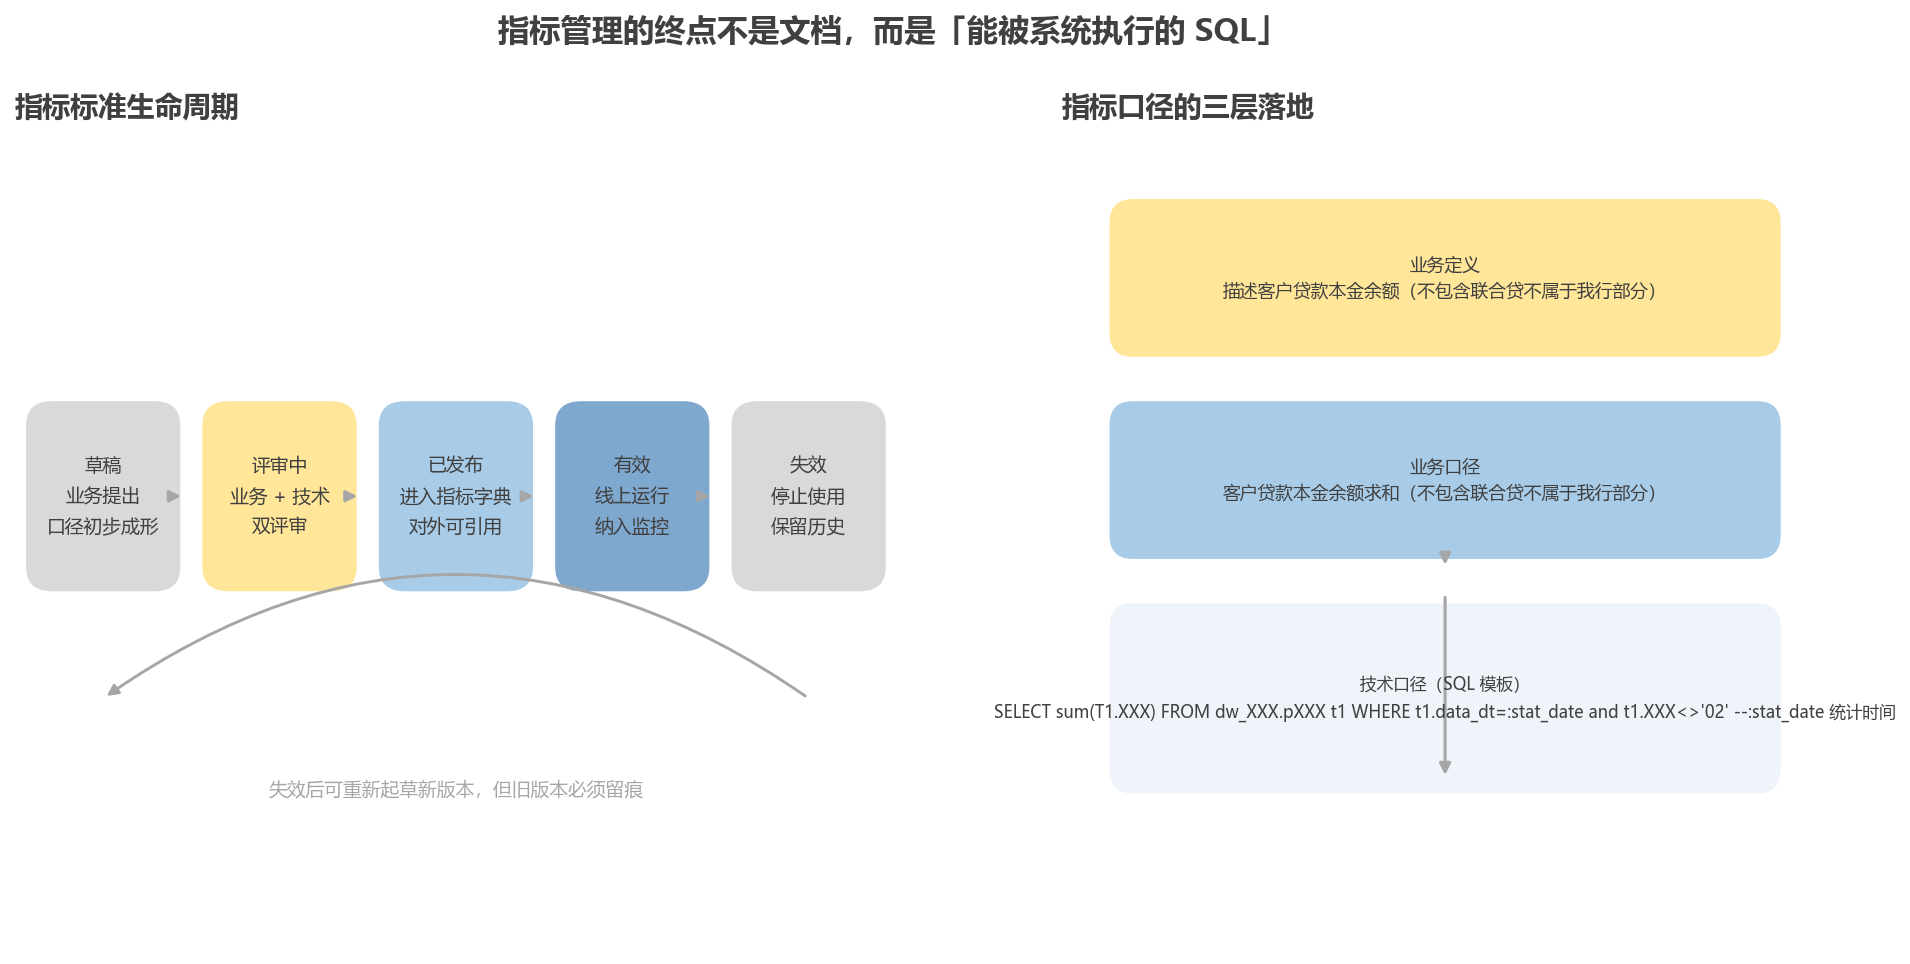 指标管理的终点不是文档，而是「能被系统执行的 SQL」
指标标准生命周期
草稿
业务提出
口径初步成形
评审中
业务 + 技术
双评审
已发布
进入指标字典
对外可引用
有效
线上运行
纳入监控
失效
停止使用
保留历史
失效后可重新起草新版本，但旧版本必须留痕
指标口径的三层落地
业务定义
描述客户贷款本金余额（不包含联合贷不属于我行部分）
业务口径
客户贷款本金余额求和（不包含联合贷不属于我行部分）
技术口径（SQL 模板）
SELECT sum(T1.XXX) FROM dw_XXX.pXXX t1 WHERE t1.data_dt=:stat_date and t1.XXX<>'02' --:stat_date 统计时间